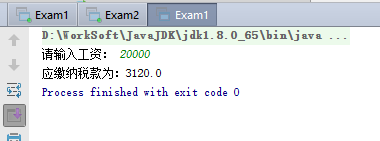 Exam1 Exam2 Exam1
D:\WorkSoft\JavaJDK\jdk1.8.0_65\bin\java ...
请输入工资: 20000
应缴纳税款为: 3120.0
Process finished with exit code 0